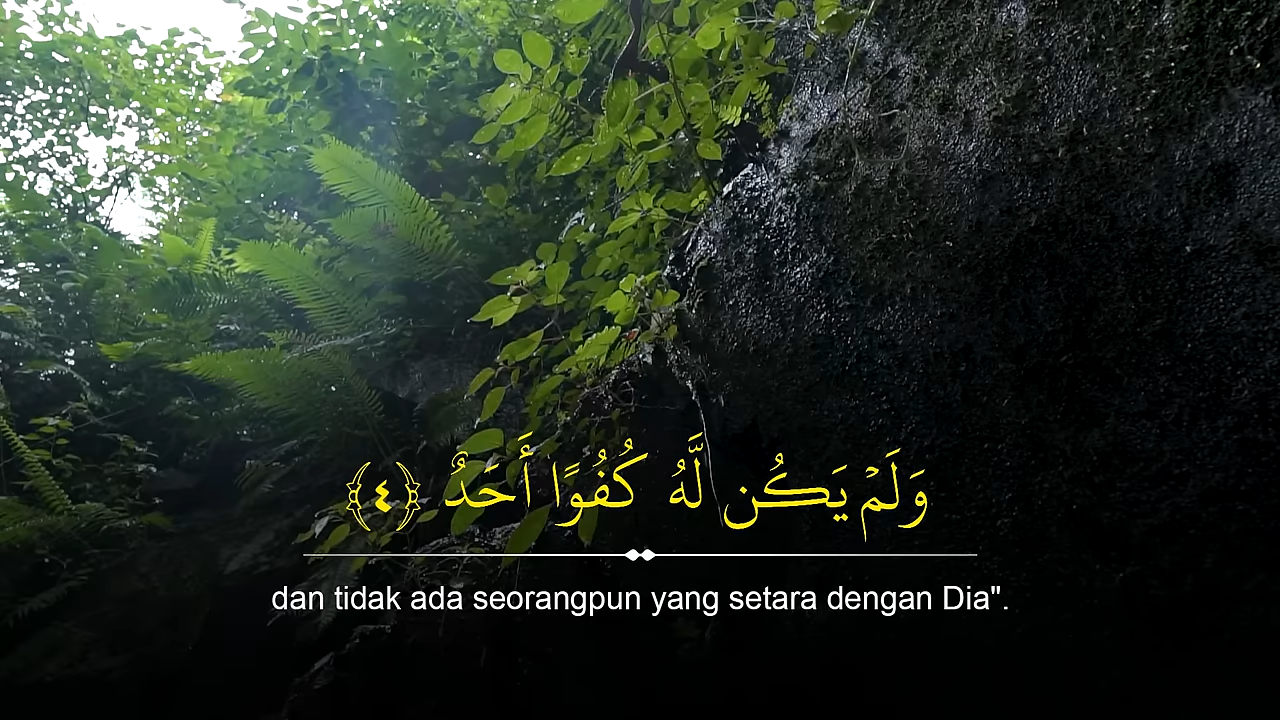 وَلَمْ يَكُن لَّهُ كُفُوًا أَحَدٌ ﴿٤﴾
dan tidak ada seorangpun yang setara dengan Dia".